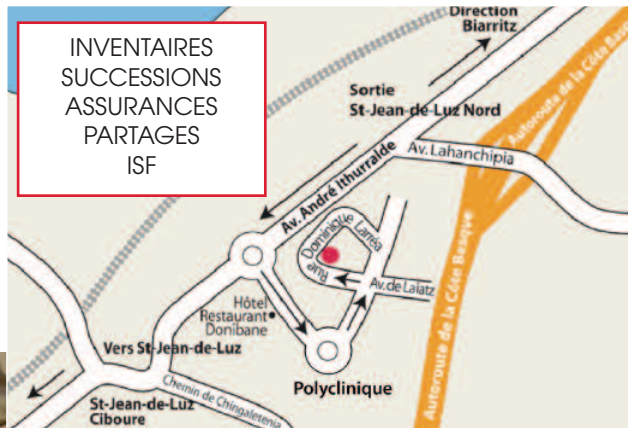 INVENTAIRES
SUCCESSIONS
ASSURANCES
PARTAGES
ISF
Direction
Biarritz
Sortie
St-Jean-de-Luz Nord
Autoroute de la Côte Basque
Av. Lahanchipia
Av. André Ithurralde
Rue Dominique Larréa
Av. de Laiatz
Hôtel
Restaurant
Donibane
Vers St-Jean-de-Luz
Polyclinique
Chemin de Chingaletenia
St-Jean-de-Luz
Ciboure
Autoroute de la Côte Basque